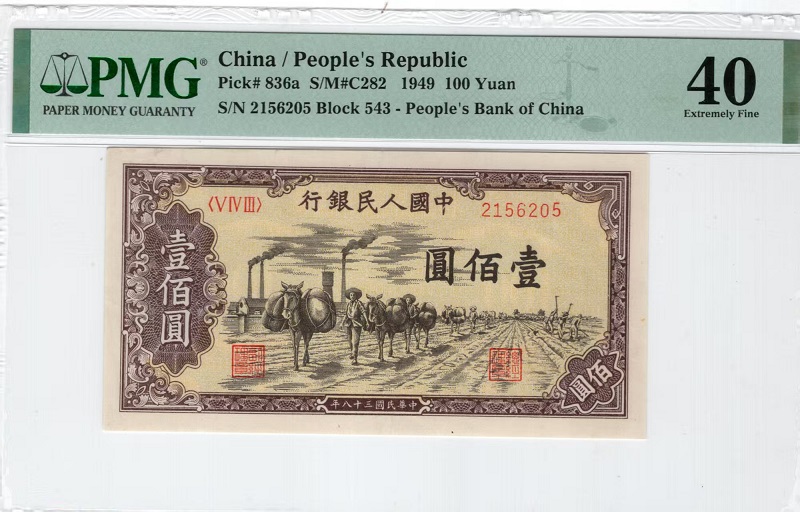 PMG®
PAPER MONEY GUARANTY
China / People's Republic
Pick# 836a S/M#C282 1949 100 Yuan
S/N 2156205 Block 543 - People's Bank of China
40
Extremely Fine
行銀民人國中
〈ⅤⅣⅢ〉
2156205
圓佰壹
壹佰圓
佰圓
年八十三國民華中